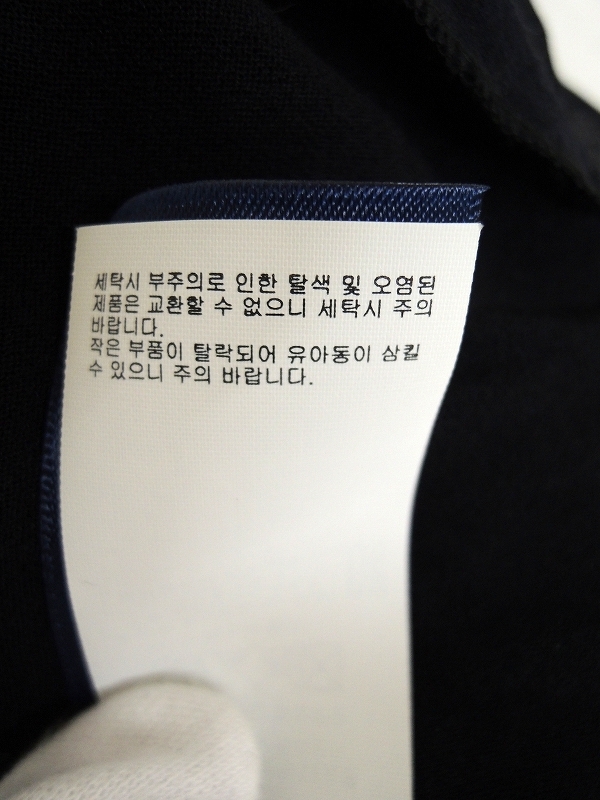 세탁시 부주의로 인한 탈색 및 오염된
제품은 교환할 수 없으니 세탁시 주의
바랍니다.
작은 부품이 탈락되어 유아동이 삼킬
수 있으니 주의 바랍니다.